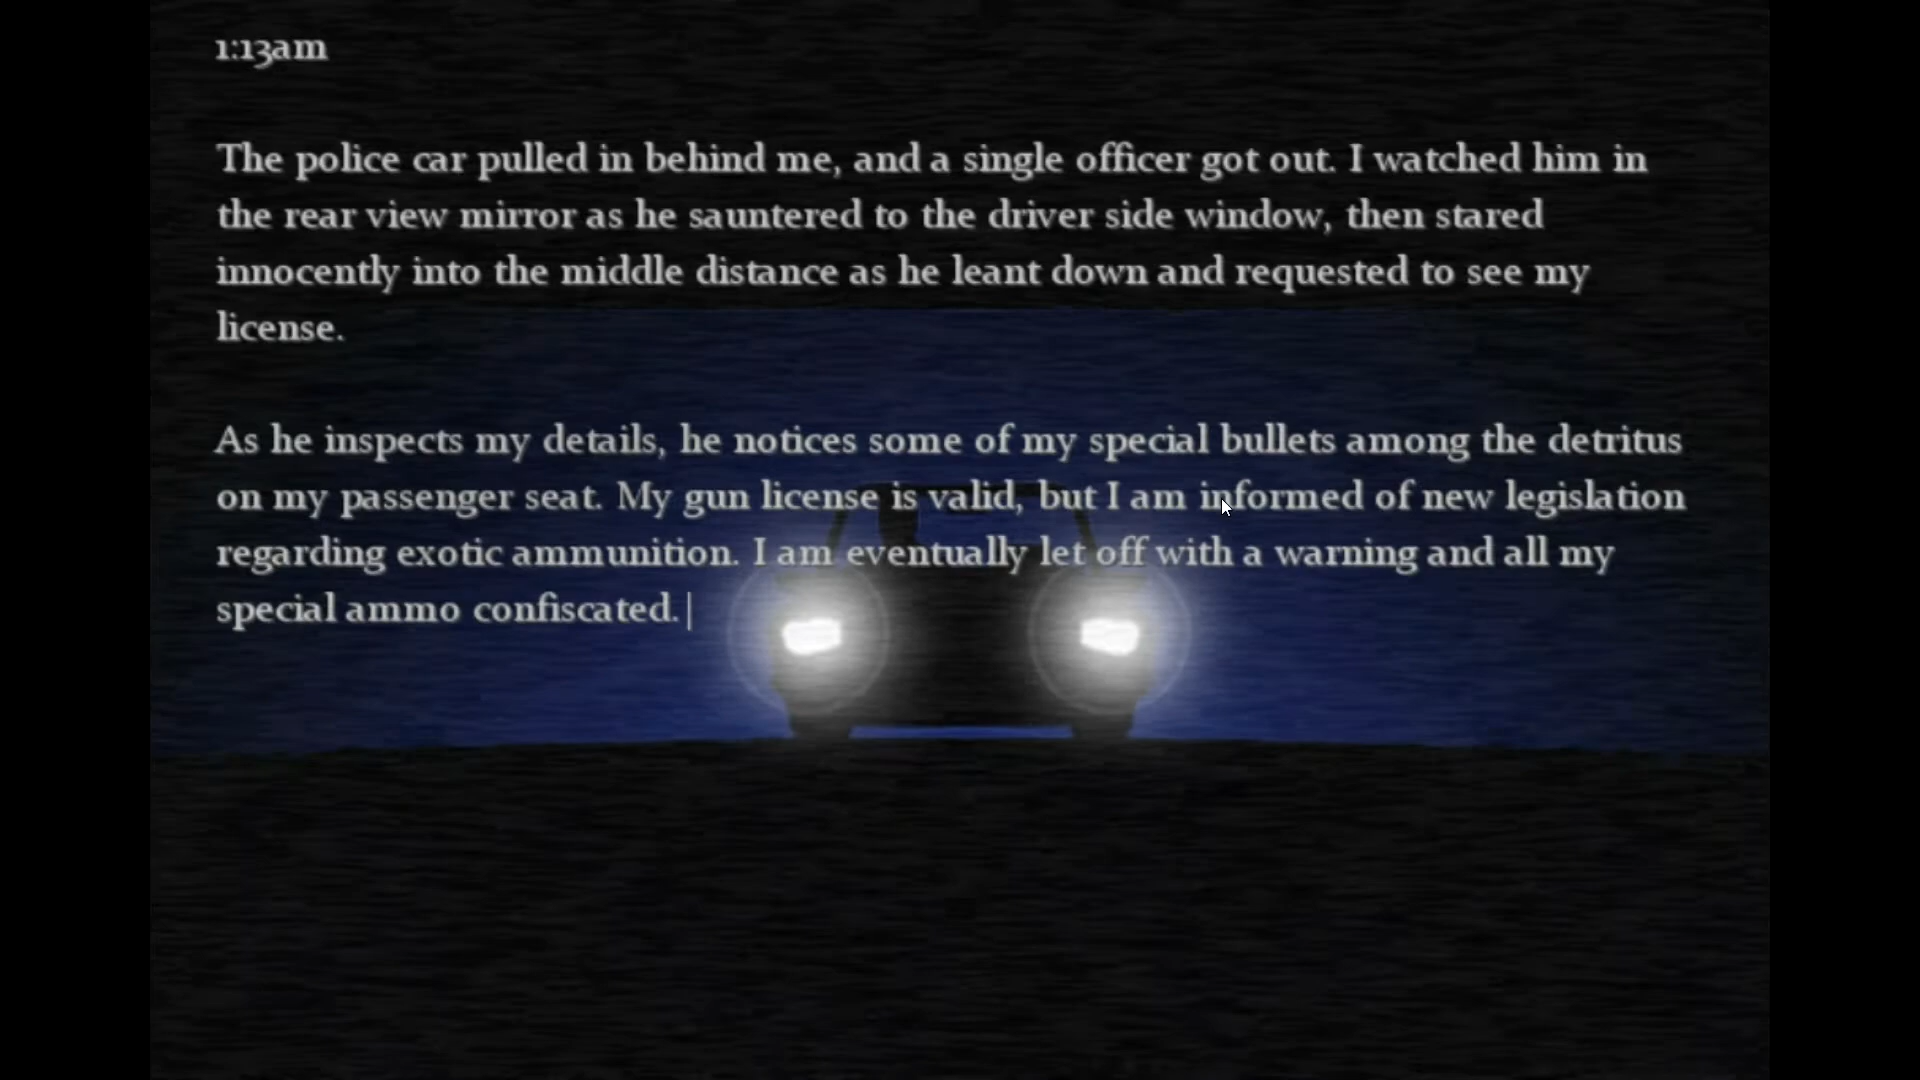 1:13am
The police car pulled in behind me, and a single officer got out. I watched him in
the rear view mirror as he sauntered to the driver side window, then stared
innocently into the middle distance as he leant down and requested to see my
license.
As he inspects my details, he notices some of my special bullets among the detritus
on my passenger seat. My gun license is valid, but I am informed of new legislation
regarding exotic ammunition. I am eventually let off with a warning and all my
special ammo confiscated.|